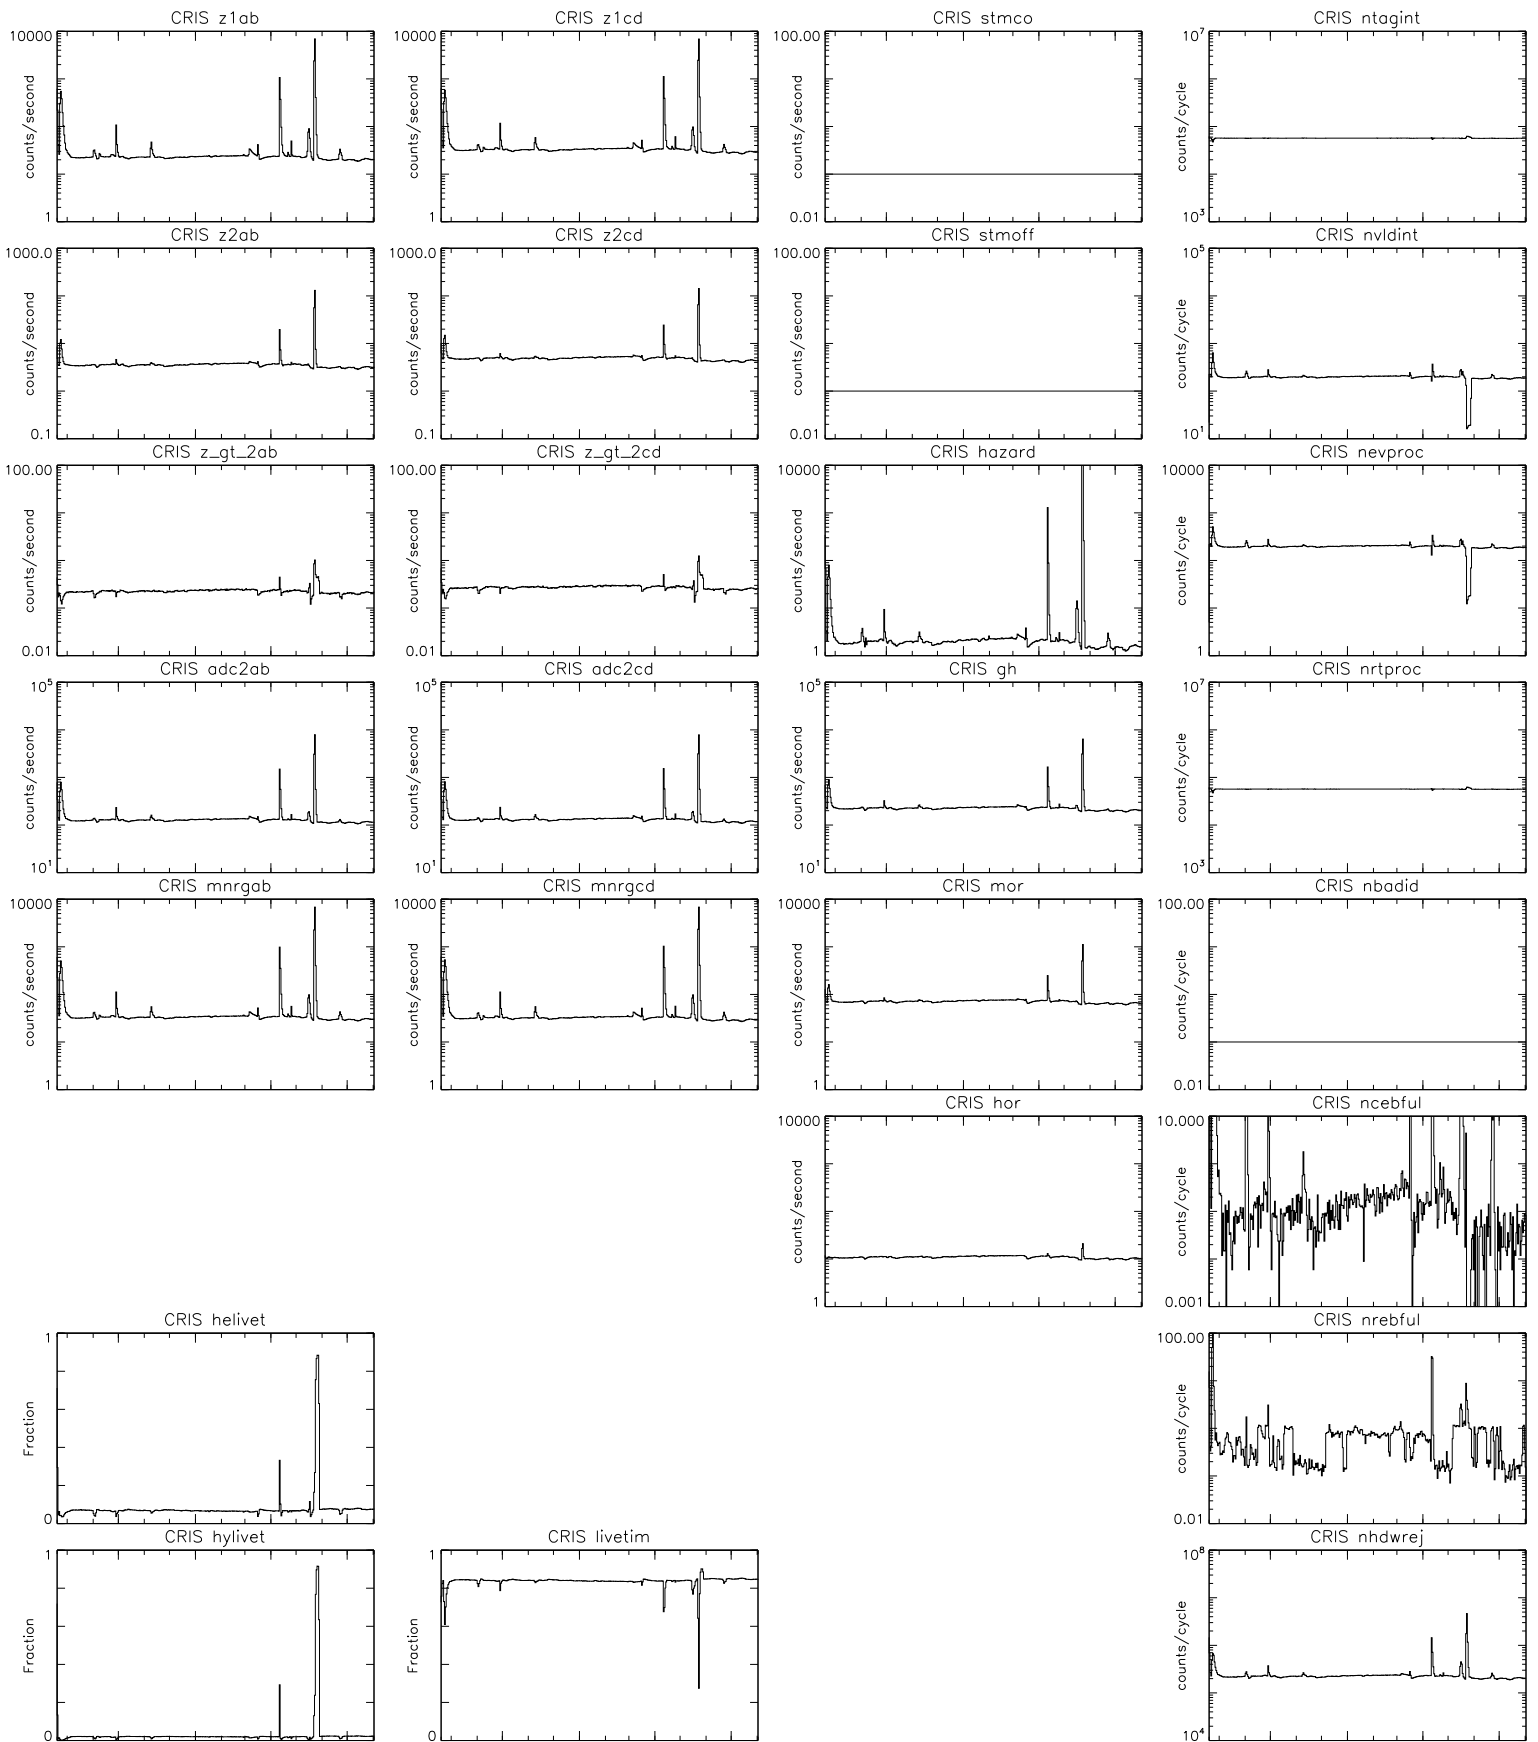 CRIS z1ab
10000
counts/second
1
CRIS z1cd
10000
counts/second
1
CRIS stmco
100.00
counts/second
0.01
CRIS ntagint
10^7
counts/cycle
10^3
CRIS z2ab
1000.0
counts/second
0.1
CRIS z2cd
1000.0
counts/second
0.1
CRIS stmoff
100.00
counts/second
0.01
CRIS nvldint
10^5
counts/cycle
10^1
CRIS z_gt_2ab
100.00
counts/second
0.01
CRIS z_gt_2cd
100.00
counts/second
0.01
CRIS hazard
10000
counts/second
1
CRIS nevproc
10000
counts/cycle
1
CRIS adc2ab
10^5
counts/second
10^1
CRIS adc2cd
10^5
counts/second
10^1
CRIS gh
10^5
counts/second
10^1
CRIS nrtproc
10^7
counts/cycle
10^3
CRIS mnrgab
10000
counts/second
1
CRIS mnrgcd
10000
counts/second
1
CRIS mor
10000
counts/second
1
CRIS nbadid
100.00
counts/cycle
0.01
CRIS hor
10000
counts/second
1
CRIS ncebful
10.000
counts/cycle
0.001
CRIS helivet
1
Fraction
0
CRIS nrebful
100.00
counts/cycle
0.01
CRIS hylivet
1
Fraction
0
CRIS livetim
1
Fraction
0
CRIS nhdwrej
10^8
counts/cycle
10^4